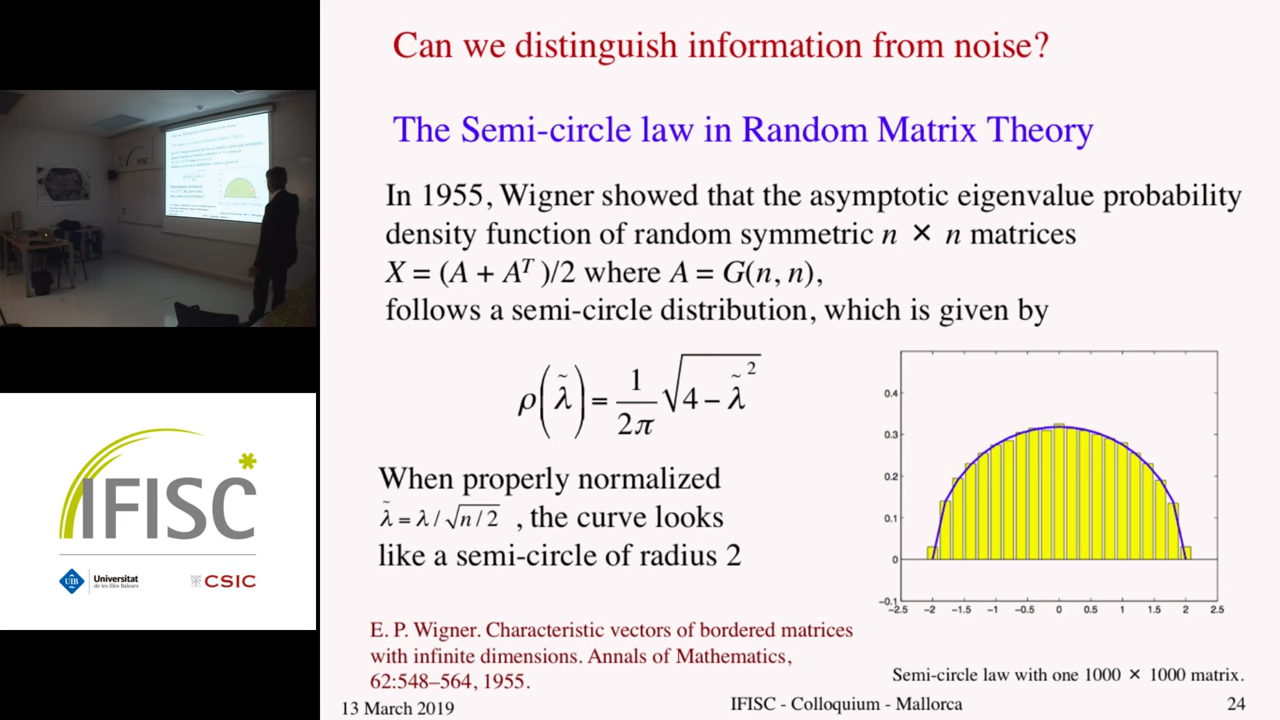 Can we distinguish information from noise?
The Semi-circle law in Random Matrix Theory
In 1955, Wigner showed that the asymptotic eigenvalue probability
density function of random symmetric n × n matrices
X = (A + Aᵀ )/2 where A = G(n, n),
follows a semi-circle distribution, which is given by
ρ(λ̃) = 1/2π √4 − λ̃²
When properly normalized
λ̃ = λ / √n / 2 , the curve looks
like a semi-circle of radius 2
0.4
0.3
0.2
0.1
0
−0.1
−2.5 −2 −1.5 −1 −0.5 0 0.5 1 1.5 2 2.5
E. P. Wigner. Characteristic vectors of bordered matrices
with infinite dimensions. Annals of Mathematics,
62:548–564, 1955.
Semi-circle law with one 1000 × 1000 matrix.
13 March 2019
IFISC - Colloquium - Mallorca
24
IFISC
UIB
Universitat
de les Illes Balears
CSIC